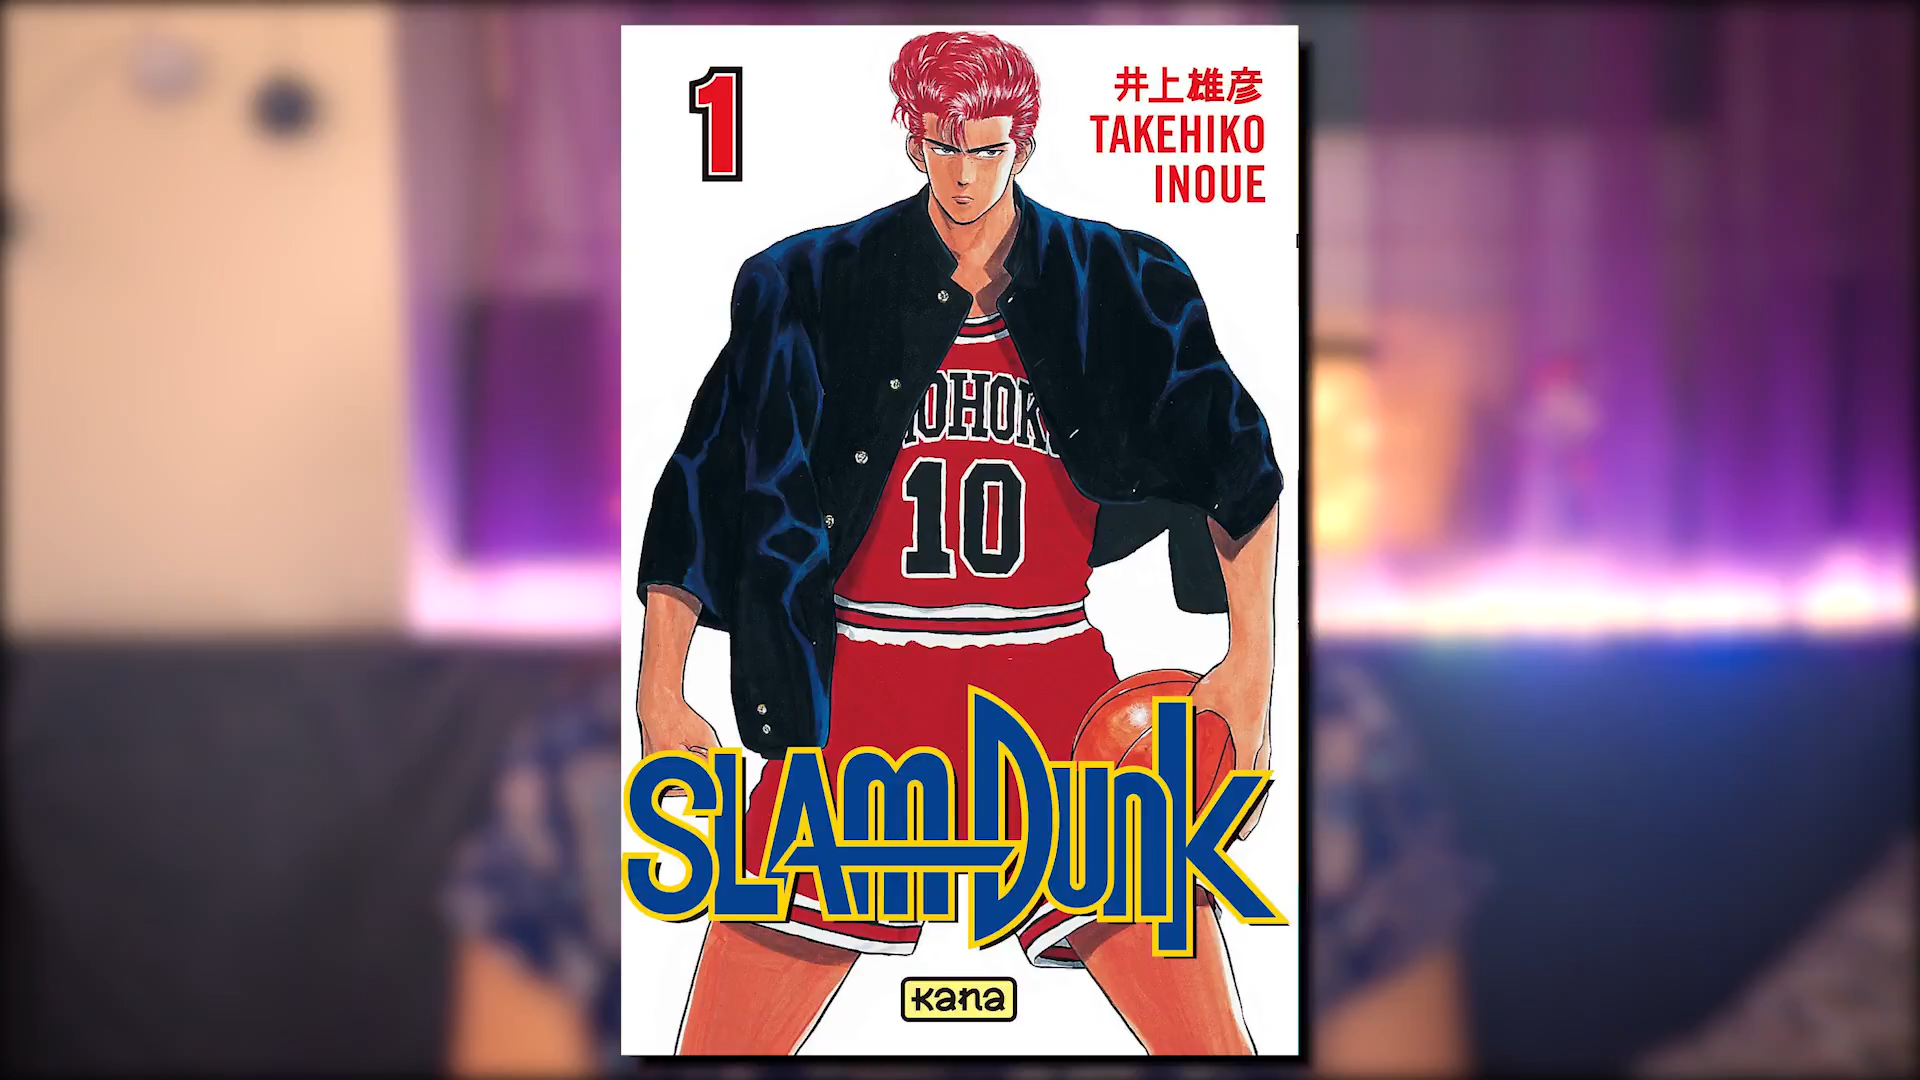 1
井上雄彦
TAKEHIKO
INOUE
10
SLAM DUNK
kana